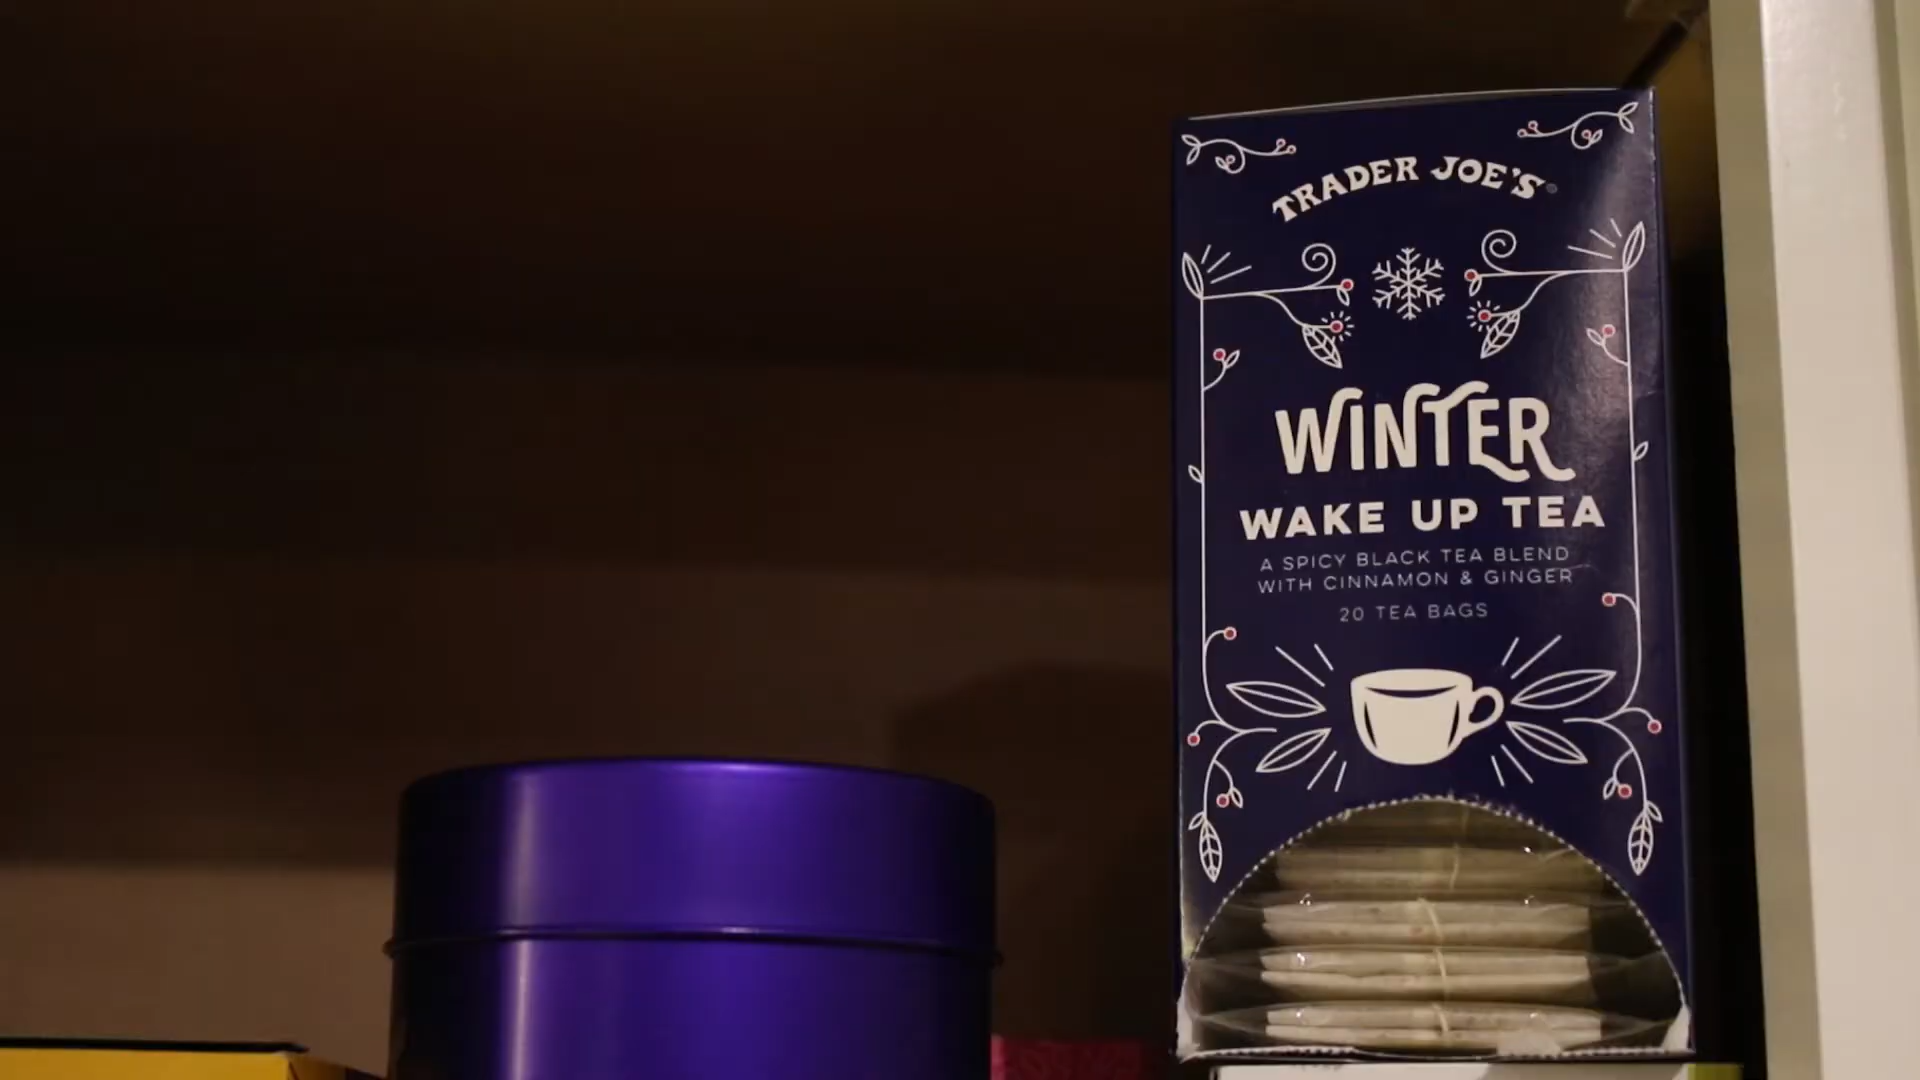 TRADER JOE'S®
WINTER
WAKE UP TEA
A SPICY BLACK TEA BLEND
WITH CINNAMON & GINGER
20 TEA BAGS